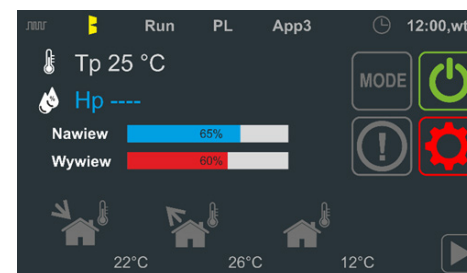 Run PL App3 12:00,wt
Tp 25 °C
MODE
Hp ----
Nawiew 65%
Wywiew 60%
22°C 26°C 12°C